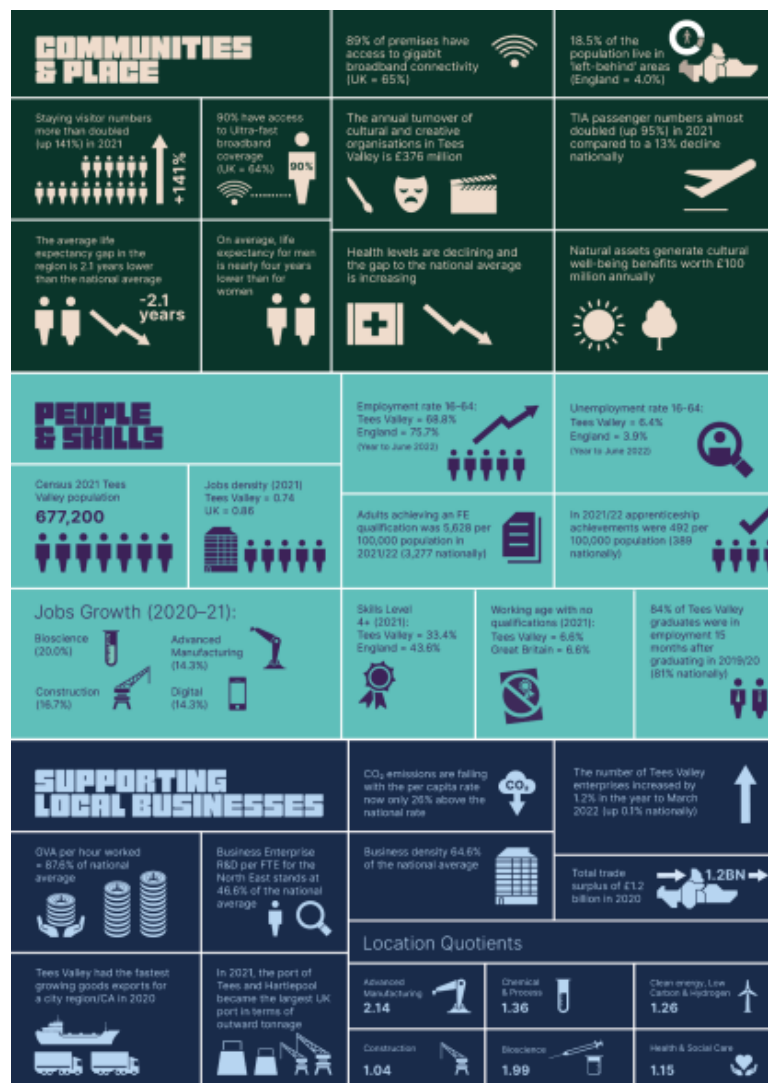 COMMUNITIES
& PLACE
89% of premises have
access to gigabit
broadband connectivity
(UK = 65%)
18.5% of the
population live in
'left-behind' areas
(England = 4.0%)
Staying visitor numbers
more than doubled
(up 141%) in 2021
+141%
90% have access
to Ultra-fast
broadband
coverage
(UK = 64%)
90%
The annual turnover of
cultural and creative
organisations in Tees
Valley is £376 million
TIA passenger numbers almost
doubled (up 95%) in 2021
compared to a 13% decline
nationally
The average life
expectancy gap in the
region is 2.1 years lower
than the national average
-2.1
years
On average, life
expectancy for men
is nearly four years
lower than for
women
Health levels are declining and
the gap to the national average
is increasing
Natural assets generate cultural
well-being benefits worth £100
million annually
PEOPLE
& SKILLS
Employment rate 16-64:
Tees Valley = 68.8%
England = 75.7%
(Year to June 2022)
Unemployment rate 16-64:
Tees Valley = 6.4%
England = 3.9%
(Year to June 2022)
Census 2021 Tees
Valley population
677,200
Jobs density (2021)
Tees Valley = 0.74
UK = 0.86
Adults achieving an FE
qualification was 5,628 per
100,000 population in
2021/22 (3,277 nationally)
In 2021/22 apprenticeship
achievements were 492 per
100,000 population (389
nationally)
Jobs Growth (2020–21):
Bioscience
(20.0%)
Advanced
Manufacturing
(14.3%)
Construction
(16.7%)
Digital
(14.3%)
Skills Level
4+ (2021):
Tees Valley = 33.4%
England = 43.6%
Working age with no
qualifications (2021):
Tees Valley = 6.6%
Great Britain = 6.6%
84% of Tees Valley
graduates were in
employment 15
months after
graduating in 2019/20
(81% nationally)
SUPPORTING
LOCAL BUSINESSES
CO₂ emissions are falling
with the per capita rate
now only 26% above the
national rate
CO₂
The number of Tees Valley
enterprises increased by
1.2% in the year to March
2022 (up 0.1% nationally)
GVA per hour worked
= 87.6% of national
average
Business Enterprise
R&D per FTE for the
North East stands at
46.6% of the national
average
Business density 64.6%
of the national average
Total trade
surplus of £1.2
billion in 2020
1.2BN
Tees Valley had the fastest
growing goods exports for
a city region/CA in 2020
In 2021, the port of
Tees and Hartlepool
became the largest UK
port in terms of
outward tonnage
Location Quotients
Advanced
Manufacturing
2.14
Chemical
& Process
1.36
Clean energy, Low
Carbon & Hydrogen
1.26
Construction
1.04
Bioscience
1.99
Health & Social Care
1.15